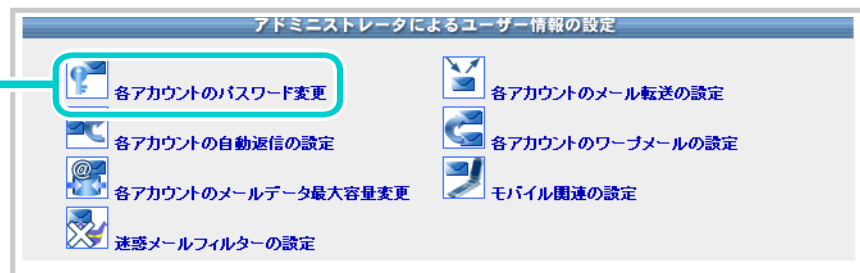 アドミニストレータによるユーザー情報の設定
各アカウントのパスワード変更
各アカウントのメール転送の設定
各アカウントの自動返信の設定
各アカウントのワープメールの設定
各アカウントのメールデータ最大容量変更
モバイル関連の設定
迷惑メールフィルターの設定